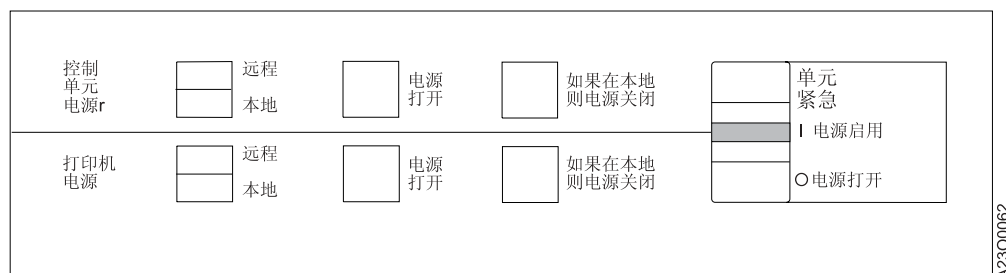 控制
单元
电源r
远程
本地
电源
打开
如果在本地
则电源关闭
单元
紧急
I 电源启用
O 电源打开
打印机
电源
远程
本地
电源
打开
如果在本地
则电源关闭